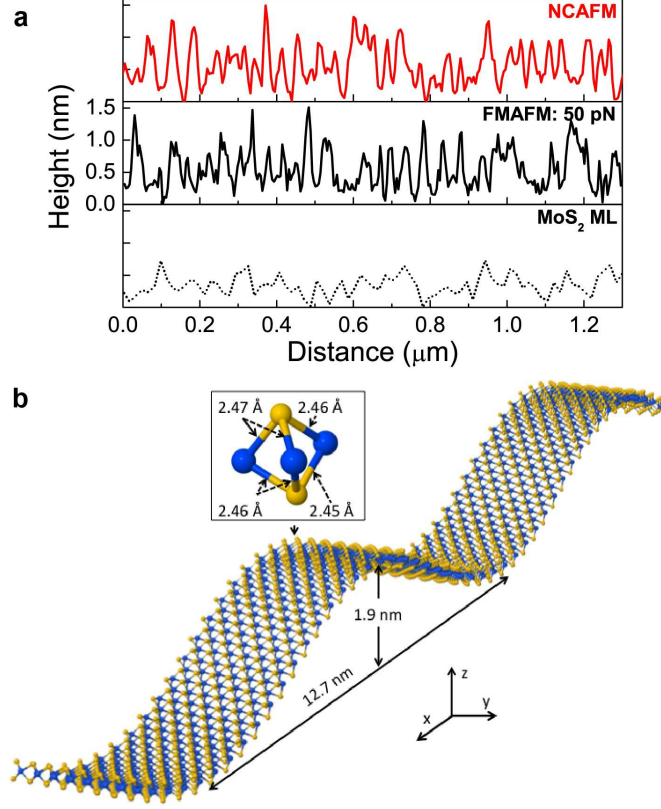 a
NCAFM
FMAFM: 50 pN
MoS₂ ML
Height (nm)
1.5
1.0
0.5
0.0
0.0 0.2 0.4 0.6 0.8 1.0 1.2
Distance (μm)
b
2.47 Å 2.46 Å
2.46 Å 2.45 Å
1.9 nm
12.7 nm
z
y
x